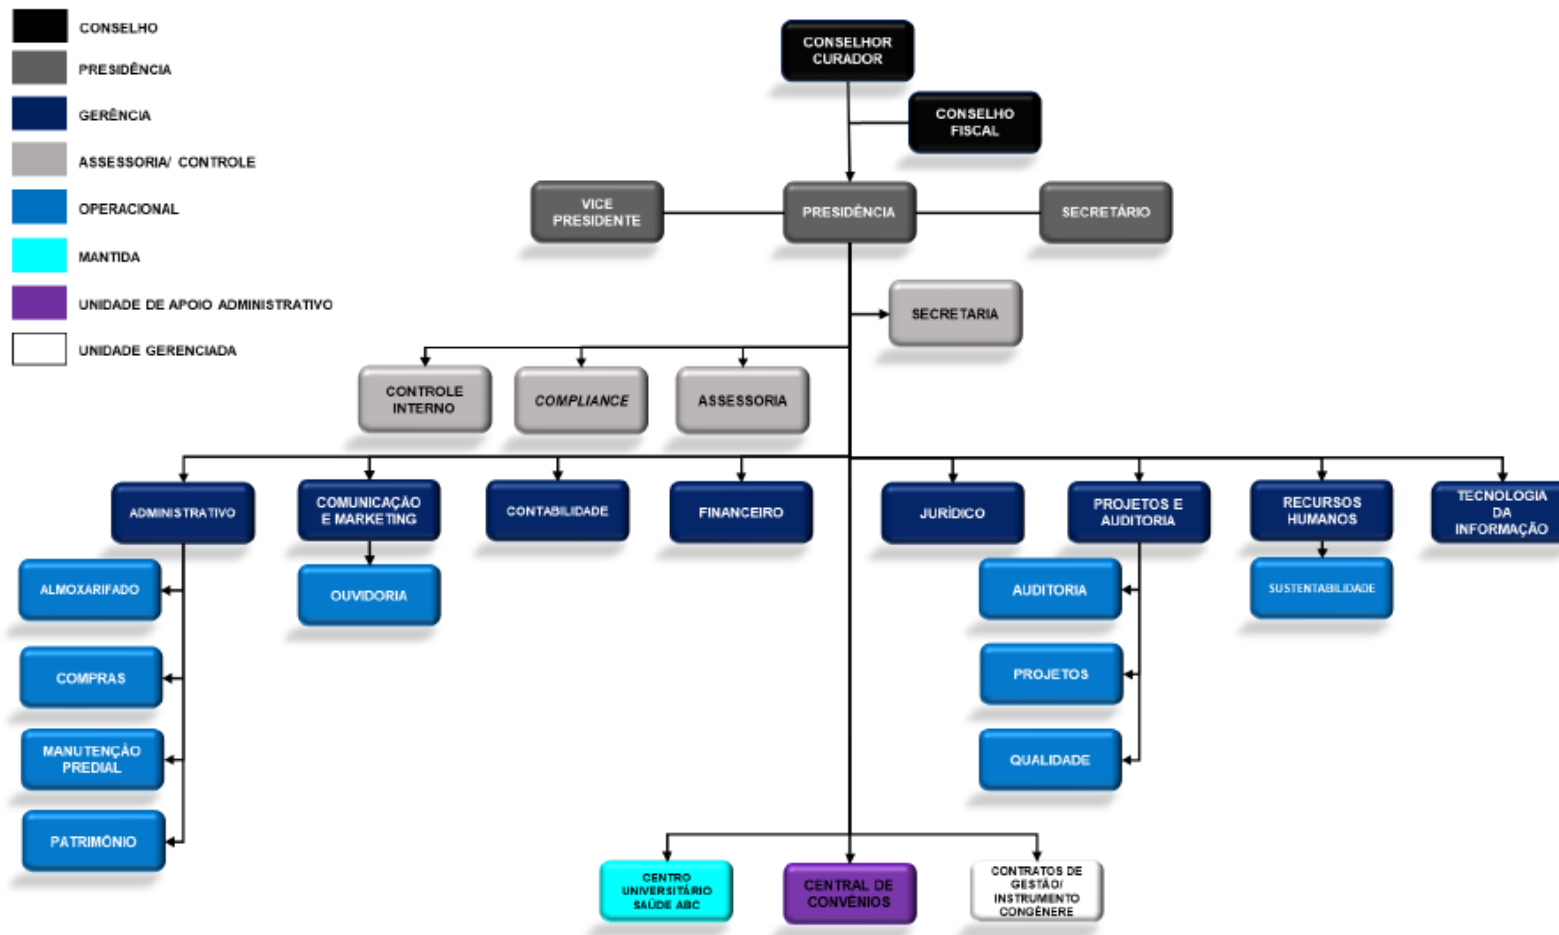 CONSELHO
PRESIDÊNCIA
GERÊNCIA
ASSESSORIA/ CONTROLE
OPERACIONAL
MANTIDA
UNIDADE DE APOIO ADMINISTRATIVO
UNIDADE GERENCIADA
CONSELHOR
CURADOR
CONSELHO
FISCAL
VICE
PRESIDENTE
PRESIDÊNCIA
SECRETÁRIO
SECRETARIA
CONTROLE
INTERNO
COMPLIANCE
ASSESSORIA
ADMINISTRATIVO
COMUNICAÇÃO
E MARKETING
CONTABILIDADE
FINANCEIRO
JURÍDICO
PROJETOS E
AUDITORIA
RECURSOS
HUMANOS
TECNOLOGIA
DA
INFORMAÇÃO
ALMOXARIFADO
COMPRAS
MANUTENÇÃO
PREDIAL
PATRIMÔNIO
OUVIDORIA
AUDITORIA
PROJETOS
QUALIDADE
SUSTENTABILIDADE
CENTRO
UNIVERSITÁRIO
SAÚDE ABC
CENTRAL DE
CONVÊNIOS
CONTRATOS DE
GESTÃO/
INSTRUMENTO
CONGÊNERE